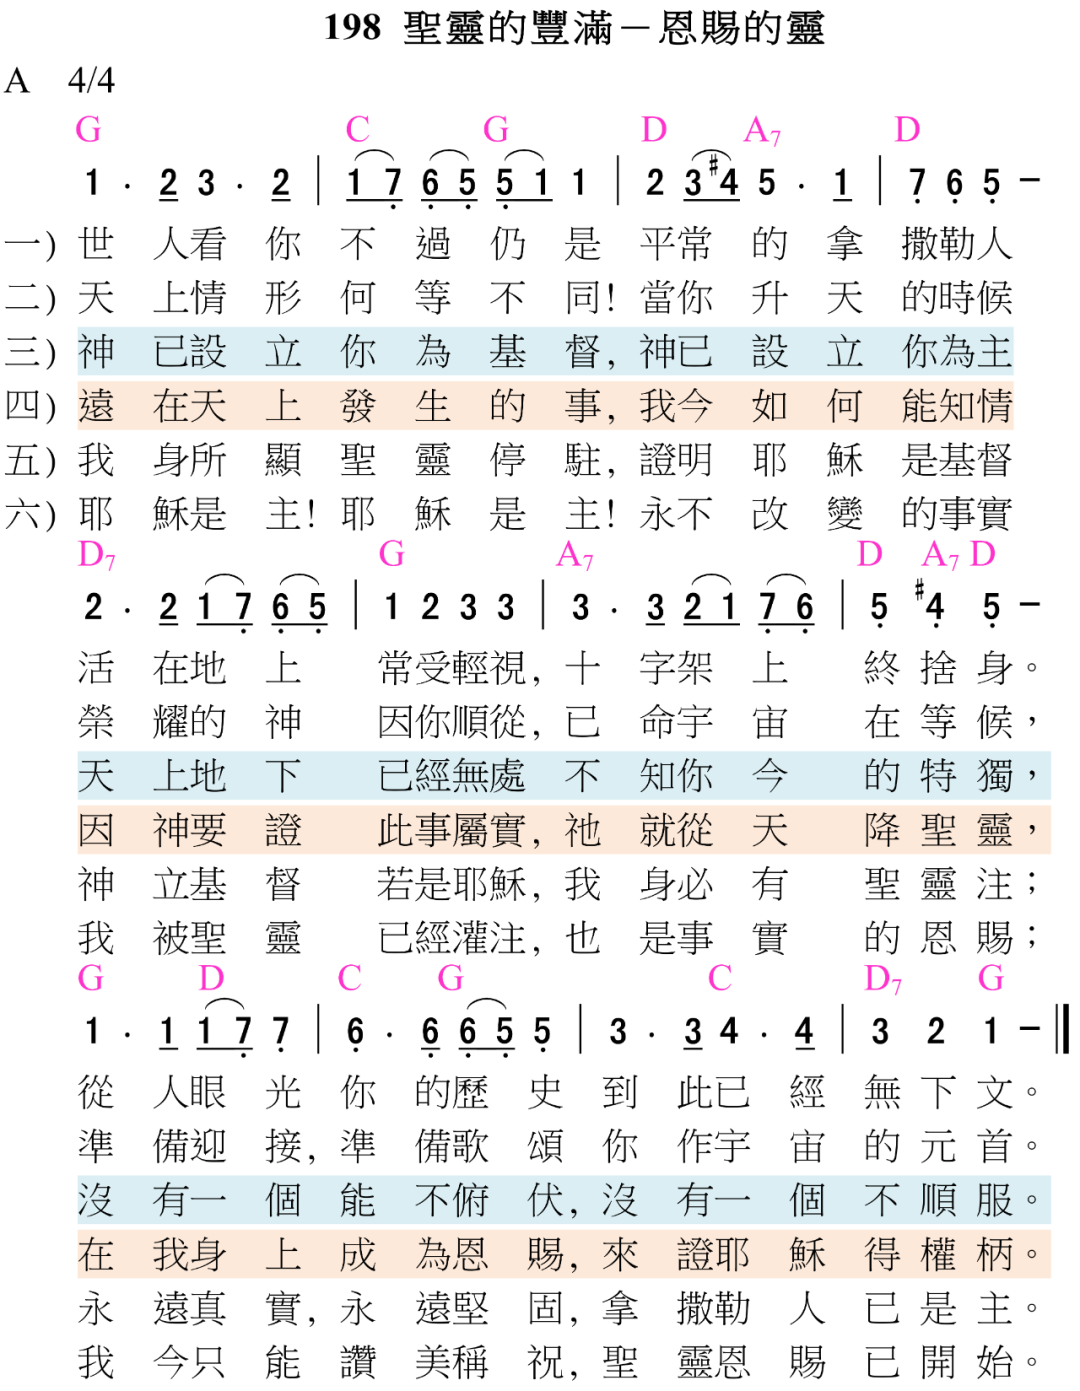 198 聖靈的豐滿－恩賜的靈
A 4/4
G C G D A7 D
1 . 2 3 . 2 | 1 7 6 5 5 1 1 | 2 3 #4 5 . 1 | 7 6 5 –
一) 世 人看 你 不 過 仍 是 平常 的 拿 撒勒人
二) 天 上情 形 何 等 不 同! 當你 升 天 的時候
三) 神 已設 立 你 為 基 督, 神已 設 立 你為主
四) 遠 在天 上 發 生 的 事, 我今 如 何 能知情
五) 我 身所 顯 聖 靈 停 駐, 證明 耶 穌 是基督
六) 耶 穌是 主! 耶 穌 是 主! 永不 改 變 的事實
D7 G A7 D A7 D
2 . 2 1 7 6 5 | 1 2 3 3 | 3 . 3 2 1 7 6 | 5 #4 5 –
活 在地 上 常受輕視, 十 字架 上 終 捨 身。
榮 耀的 神 因你順從, 已 命宇 宙 在 等 候，
天 上地 下 已經無處 不 知你 今 的 特 獨，
因 神要 證 此事屬實, 祂 就從 天 降 聖 靈，
神 立基 督 若是耶穌, 我 身必 有 聖 靈 注；
我 被聖 靈 已經灌注, 也 是事 實 的 恩 賜；
G D C G C D7 G
1 . 1 1 7 7 | 6 . 6 6 5 5 | 3 . 3 4 . 4 | 3 2 1 – ‖
從 人眼 光 你 的歷 史 到 此已 經 無 下 文。
準 備迎 接, 準 備歌 頌 你 作宇 宙 的 元 首。
沒 有一 個 能 不俯 伏, 沒 有一 個 不 順 服。
在 我身 上 成 為恩 賜, 來 證耶 穌 得 權 柄。
永 遠真 實, 永 遠堅 固, 拿 撒勒 人 已 是 主。
我 今只 能 讚 美稱 祝, 聖 靈恩 賜 已 開 始。